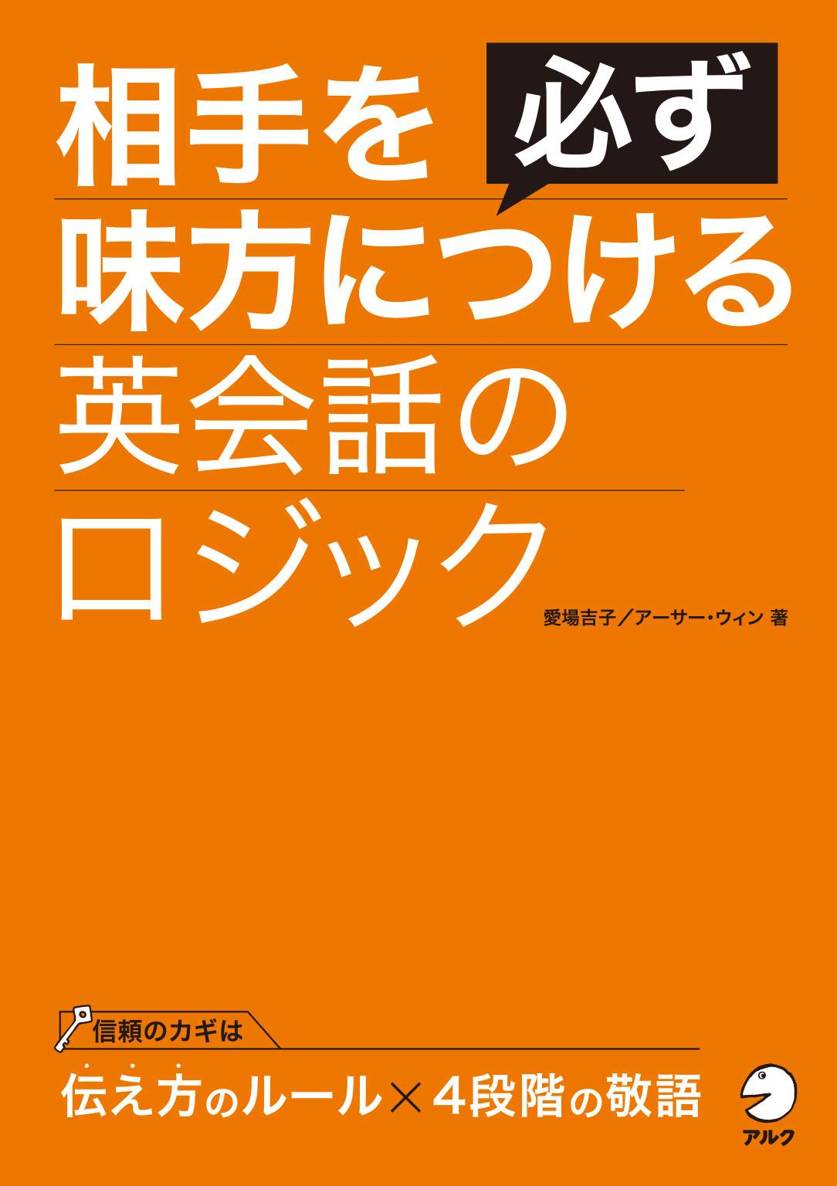 相手を必ず
味方につける
英会話の
ロジック
愛場吉子／アーサー・ウィン 著
信頼のカギは
伝え方のルール×4段階の敬語
アルク